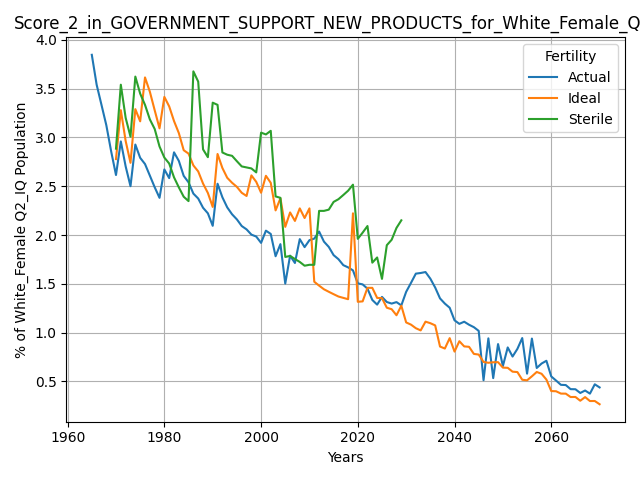 Score_2_in_GOVERNMENT_SUPPORT_NEW_PRODUCTS_for_White_Female_Q
4.0
3.5
3.0
2.5
2.0
1.5
1.0
0.5
% of White_Female Q2_IQ Population
Fertility
Actual
Ideal
Sterile
1960
1980
2000
2020
2040
2060
Years